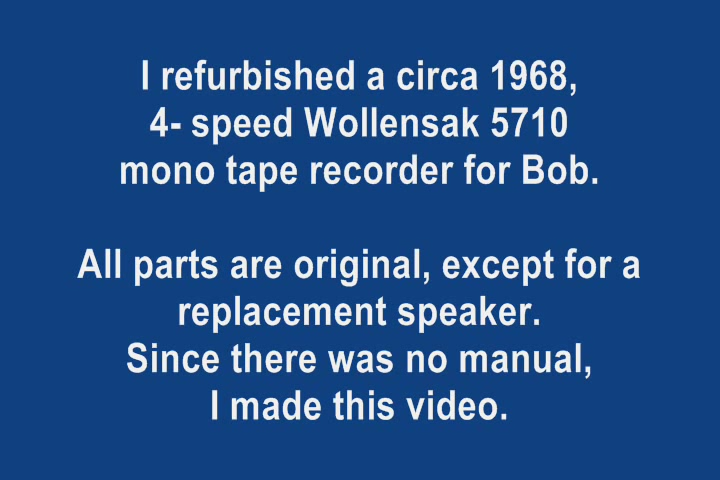 I refurbished a circa 1968,
4- speed Wollensak 5710
mono tape recorder for Bob.
All parts are original, except for a
replacement speaker.
Since there was no manual,
I made this video.